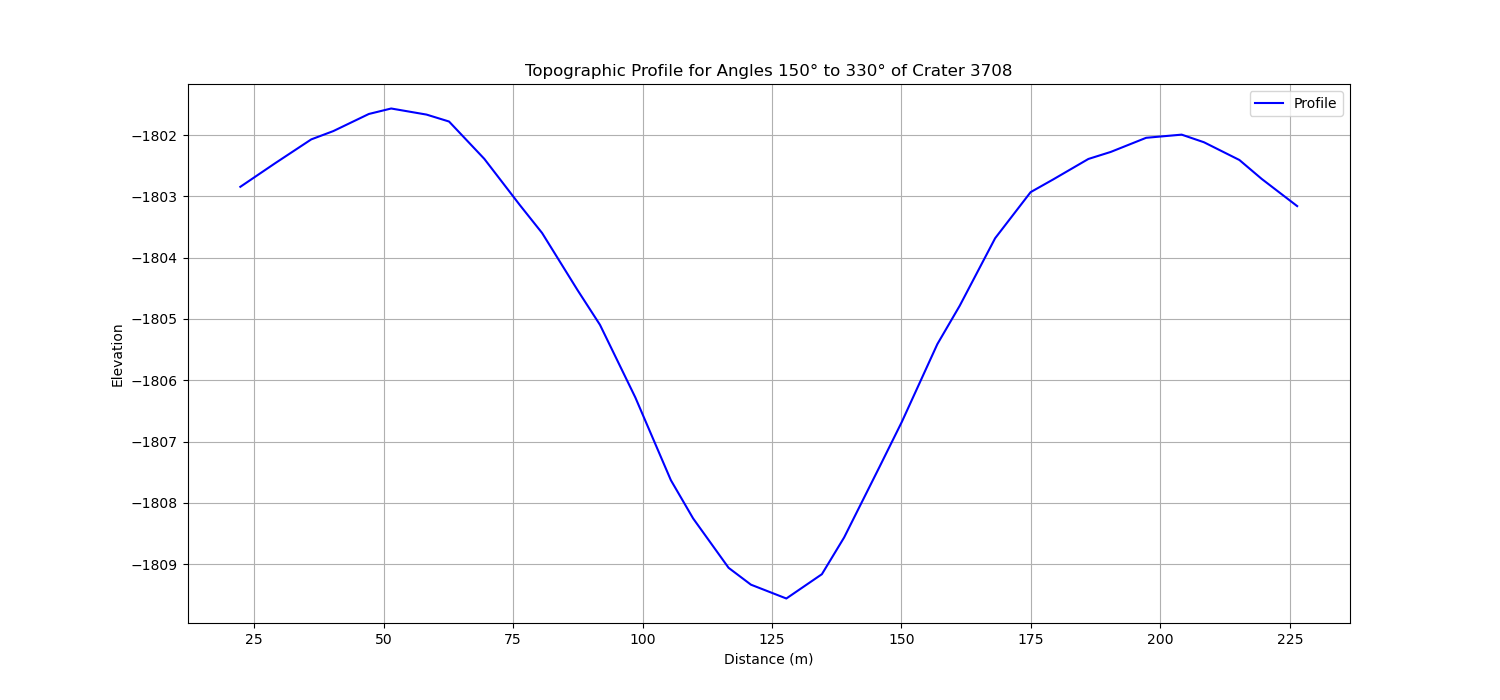 Topographic Profile for Angles 150° to 330° of Crater 3708
Profile
−1802
−1803
−1804
−1805
−1806
−1807
−1808
−1809
Elevation
25 50 75 100 125 150 175 200 225
Distance (m)